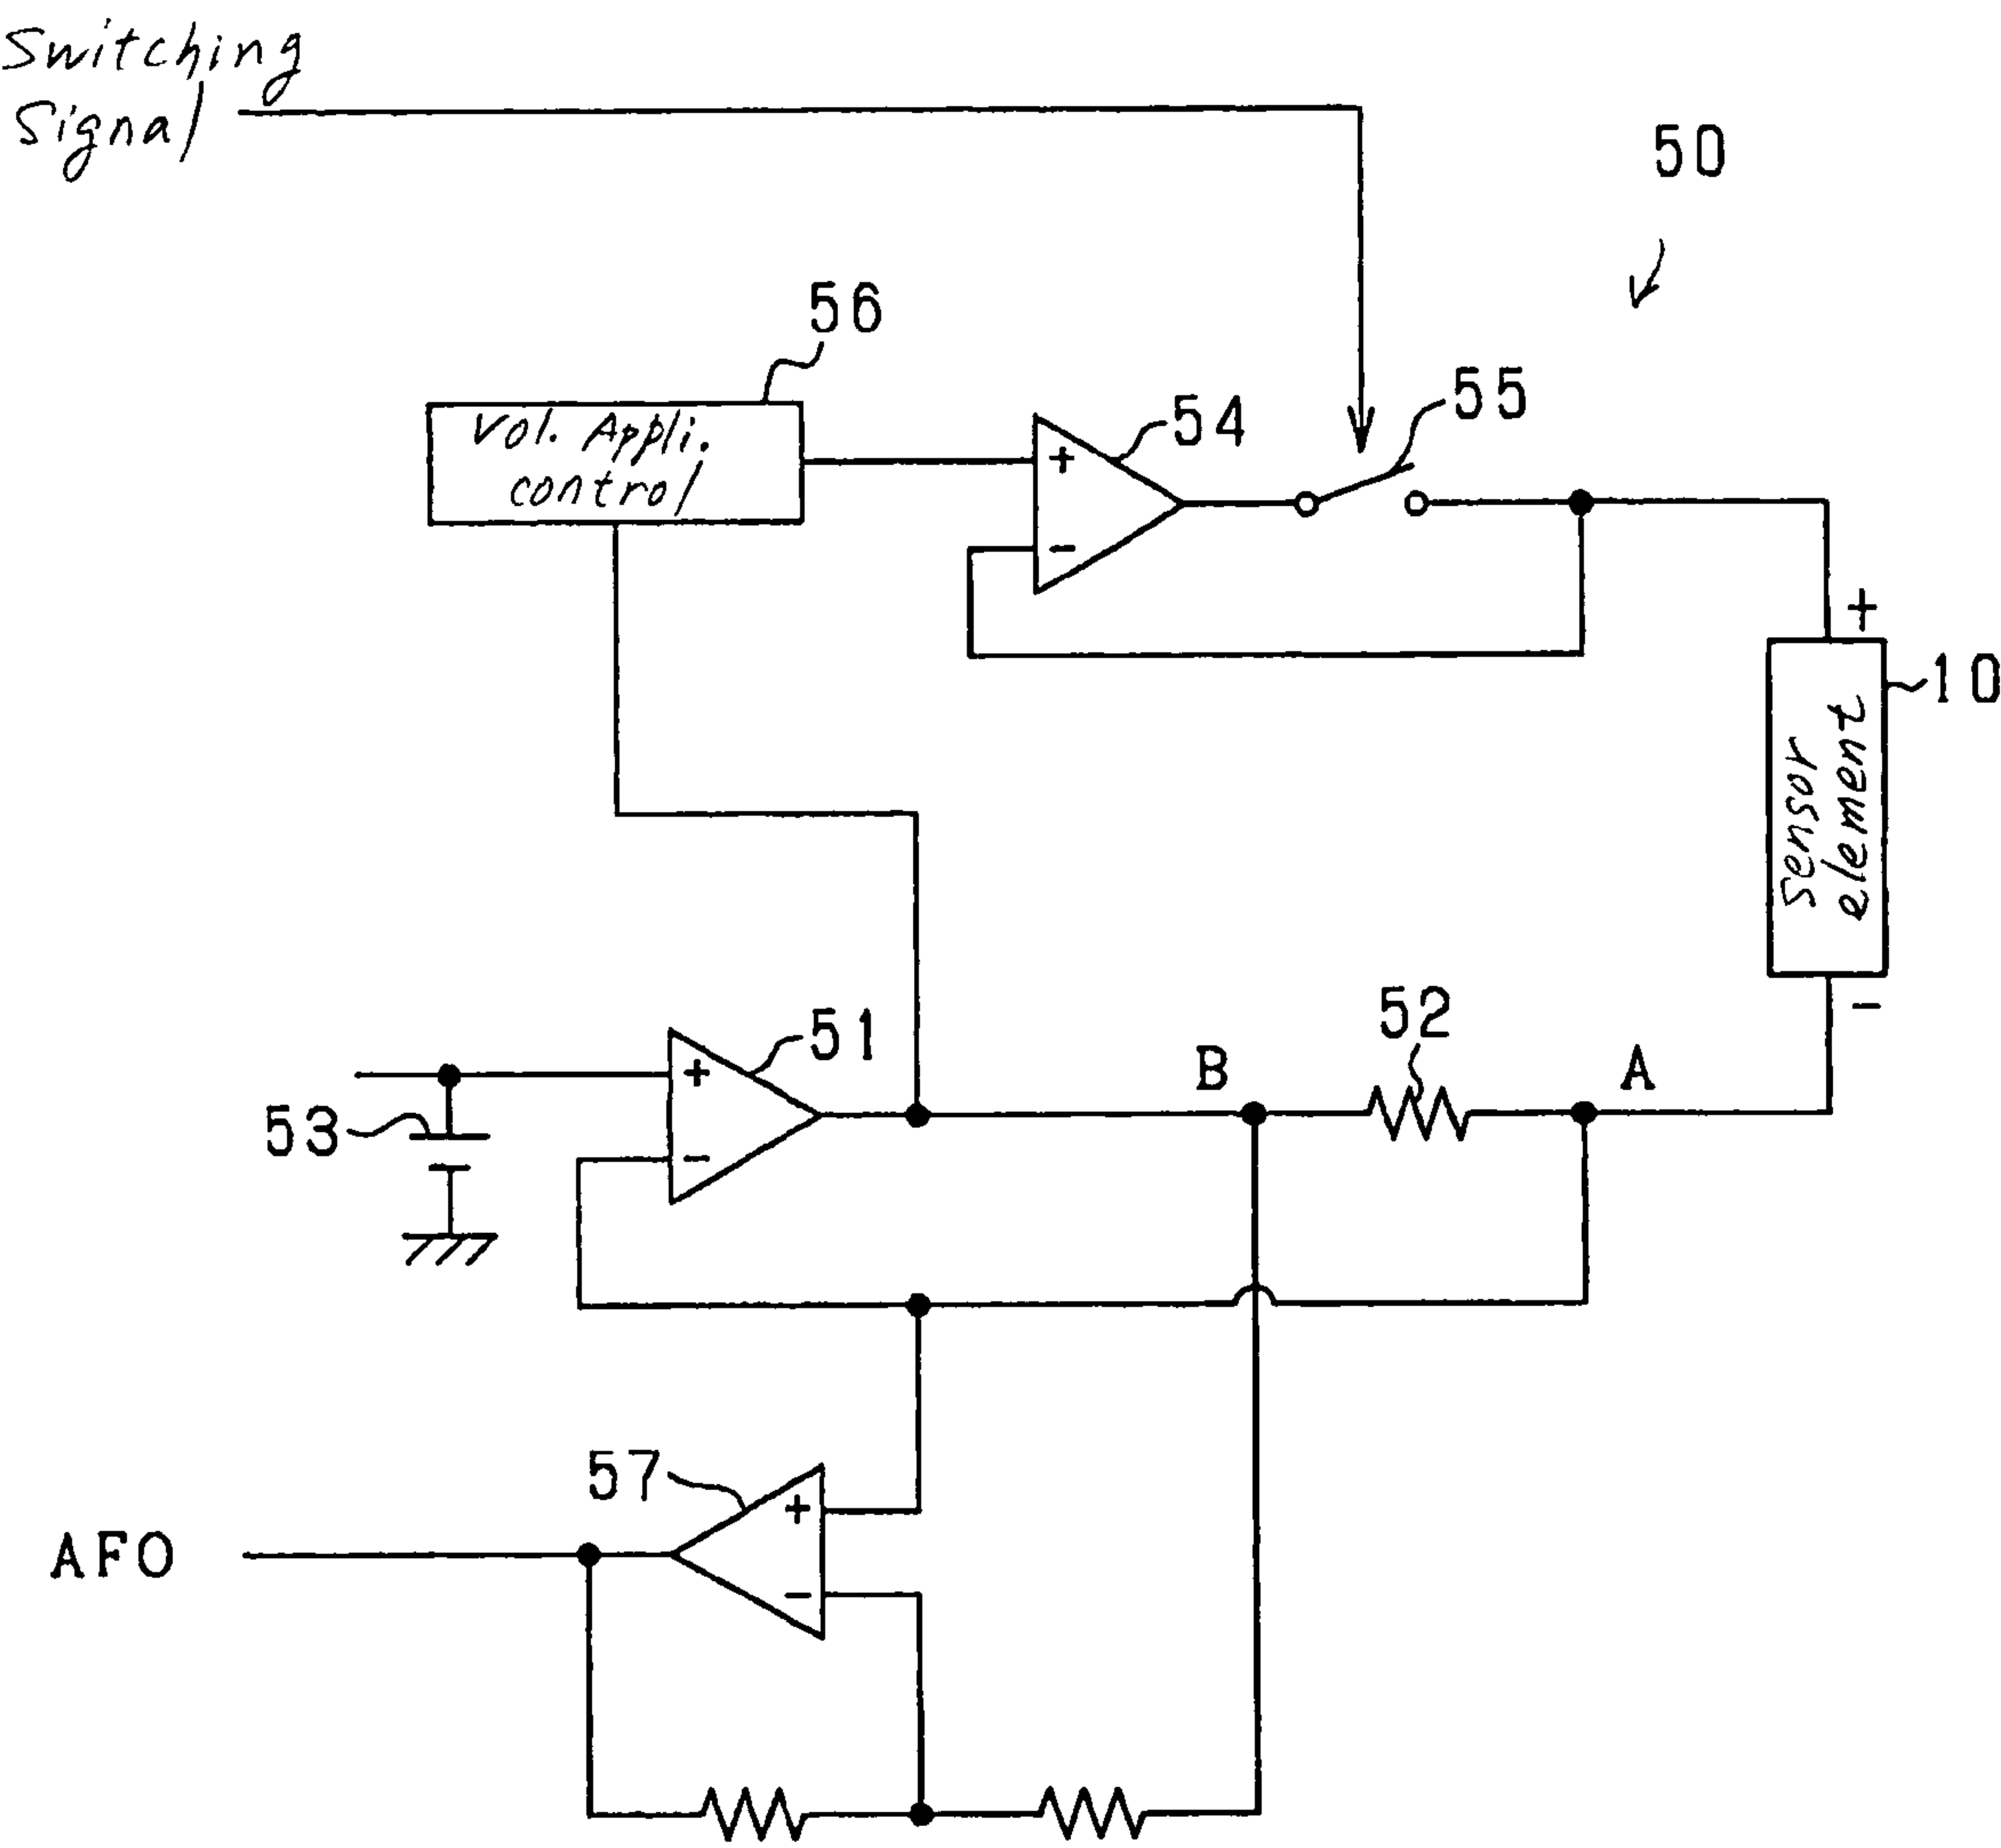 Switching
Signal
50
56
Vol. Appli.
control
54
55
+
-
+
10
sensor
element
-
52
51
B
A
+
-
53
57
+
-
AFO